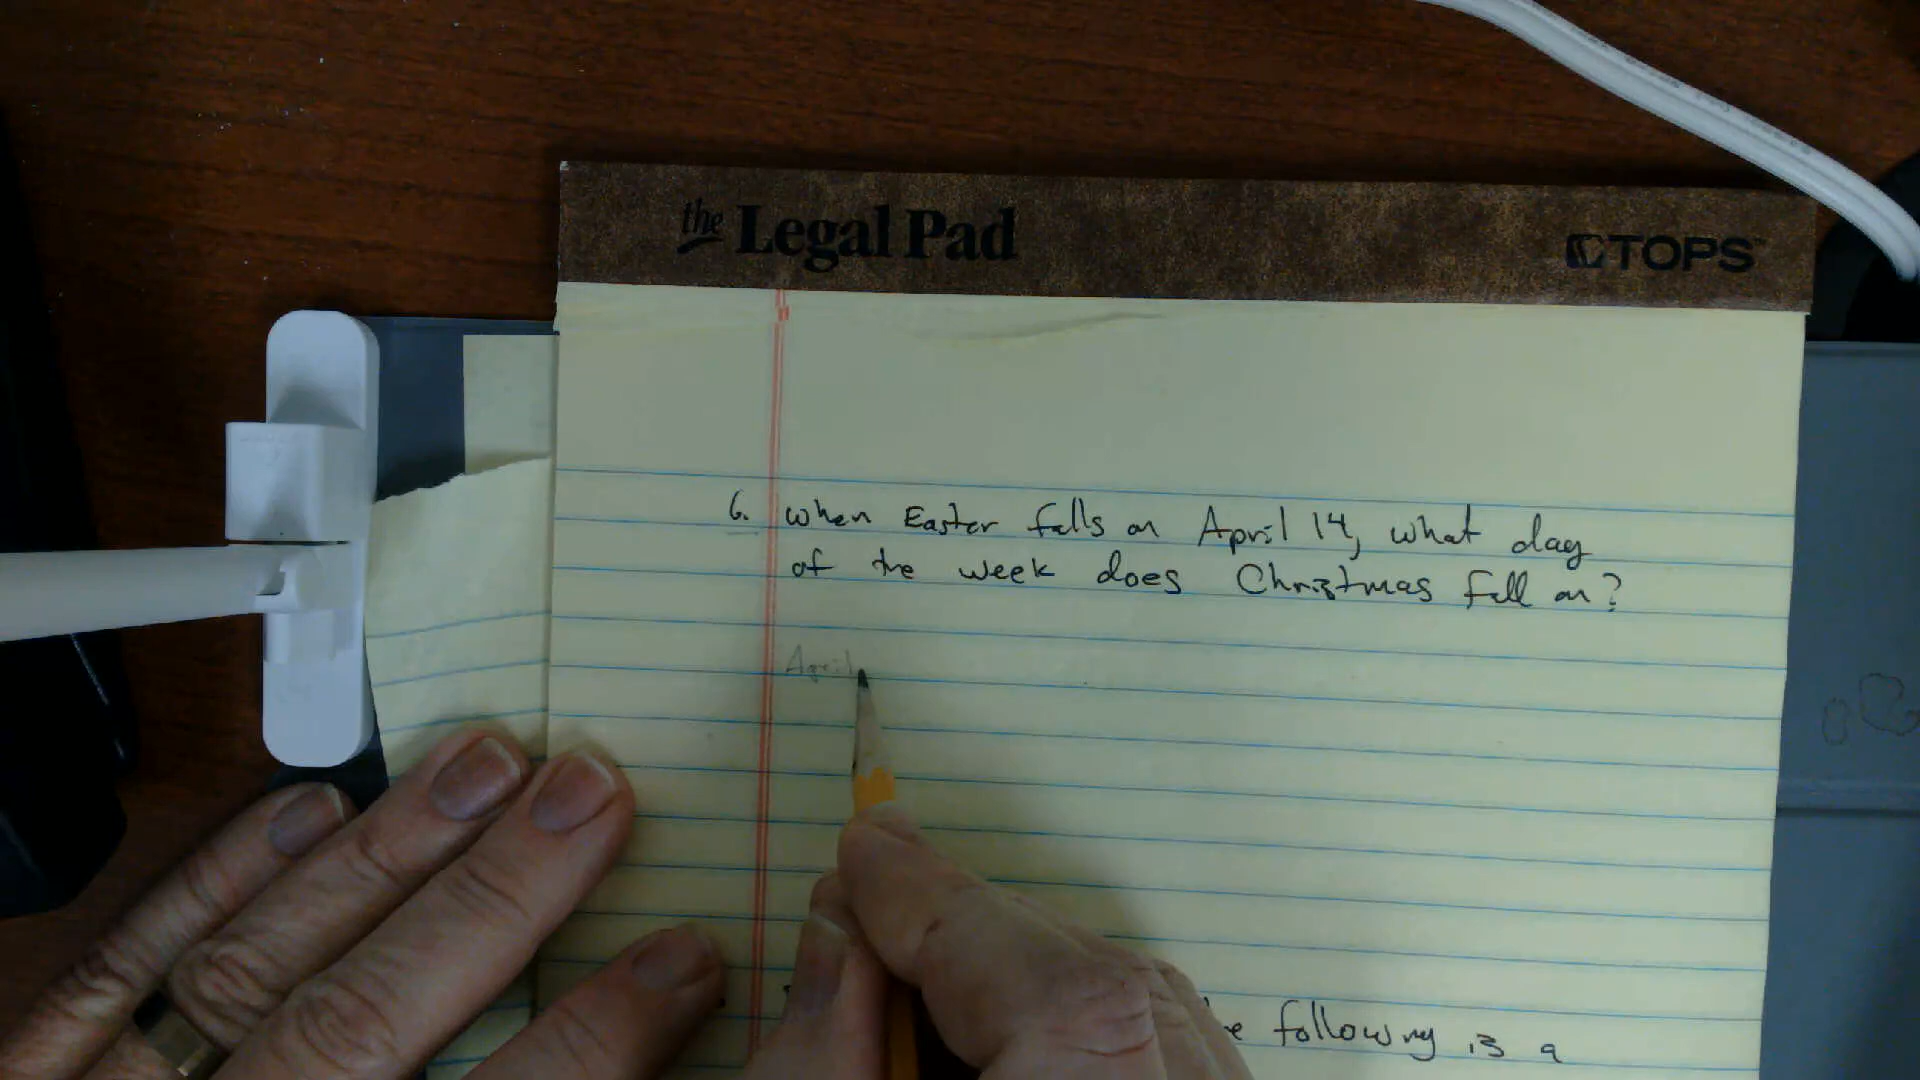 the Legal Pad
TOPS™
6. When Easter falls on April 14, what day
of the week does Christmas fall on?
April
following is a